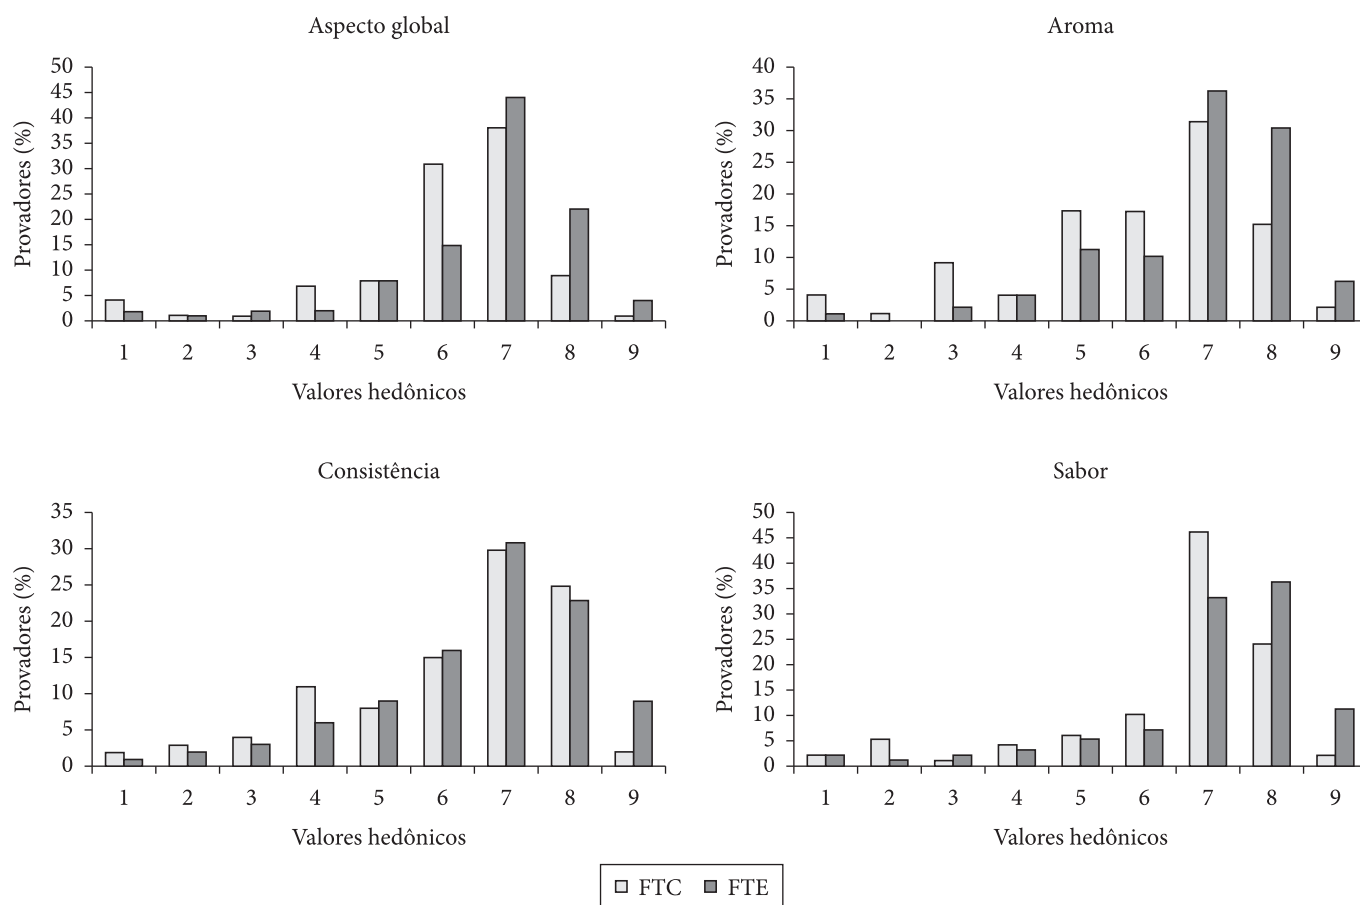 Aspecto global
50
45
40
35
30
25
20
15
10
5
0
Provadores (%)
1 2 3 4 5 6 7 8 9
Valores hedônicos
Aroma
40
35
30
25
20
15
10
5
0
Provadores (%)
1 2 3 4 5 6 7 8 9
Valores hedônicos
Consistência
35
30
25
20
15
10
5
0
Provadores (%)
1 2 3 4 5 6 7 8 9
Valores hedônicos
Sabor
50
45
40
35
30
25
20
15
10
5
0
Provadores (%)
1 2 3 4 5 6 7 8 9
Valores hedônicos
FTC FTE